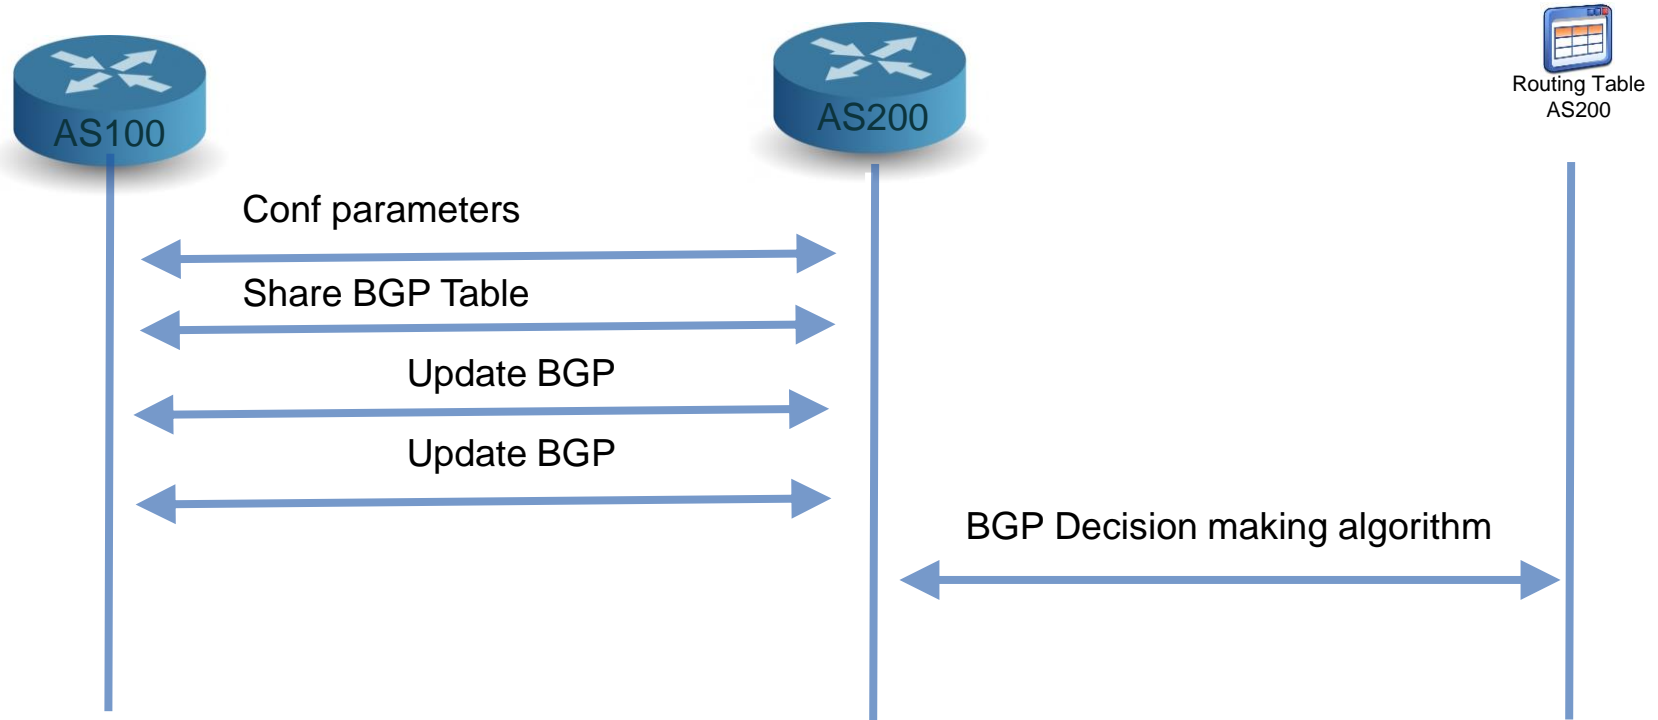 AS100
AS200
Routing Table
AS200
Conf parameters
Share BGP Table
Update BGP
Update BGP
BGP Decision making algorithm